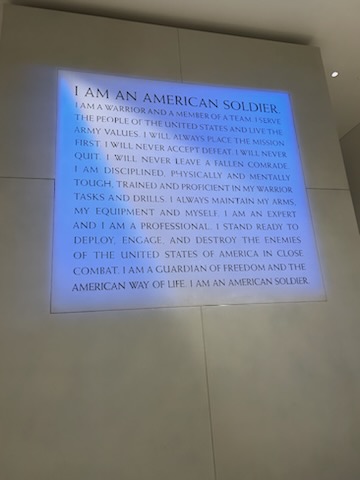 I AM AN AMERICAN SOLDIER
I AM A WARRIOR AND A MEMBER OF A TEAM. I SERVE
THE PEOPLE OF THE UNITED STATES AND LIVE THE
ARMY VALUES. I WILL ALWAYS PLACE THE MISSION
FIRST. I WILL NEVER ACCEPT DEFEAT. I WILL NEVER
QUIT. I WILL NEVER LEAVE A FALLEN COMRADE.
I AM DISCIPLINED, PHYSICALLY AND MENTALLY
TOUGH, TRAINED AND PROFICIENT IN MY WARRIOR
TASKS AND DRILLS. I ALWAYS MAINTAIN MY ARMS,
MY EQUIPMENT AND MYSELF. I AM AN EXPERT
AND I AM A PROFESSIONAL. I STAND READY TO
DEPLOY, ENGAGE, AND DESTROY THE ENEMIES
OF THE UNITED STATES OF AMERICA IN CLOSE
COMBAT. I AM A GUARDIAN OF FREEDOM AND THE
AMERICAN WAY OF LIFE. I AM AN AMERICAN SOLDIER.